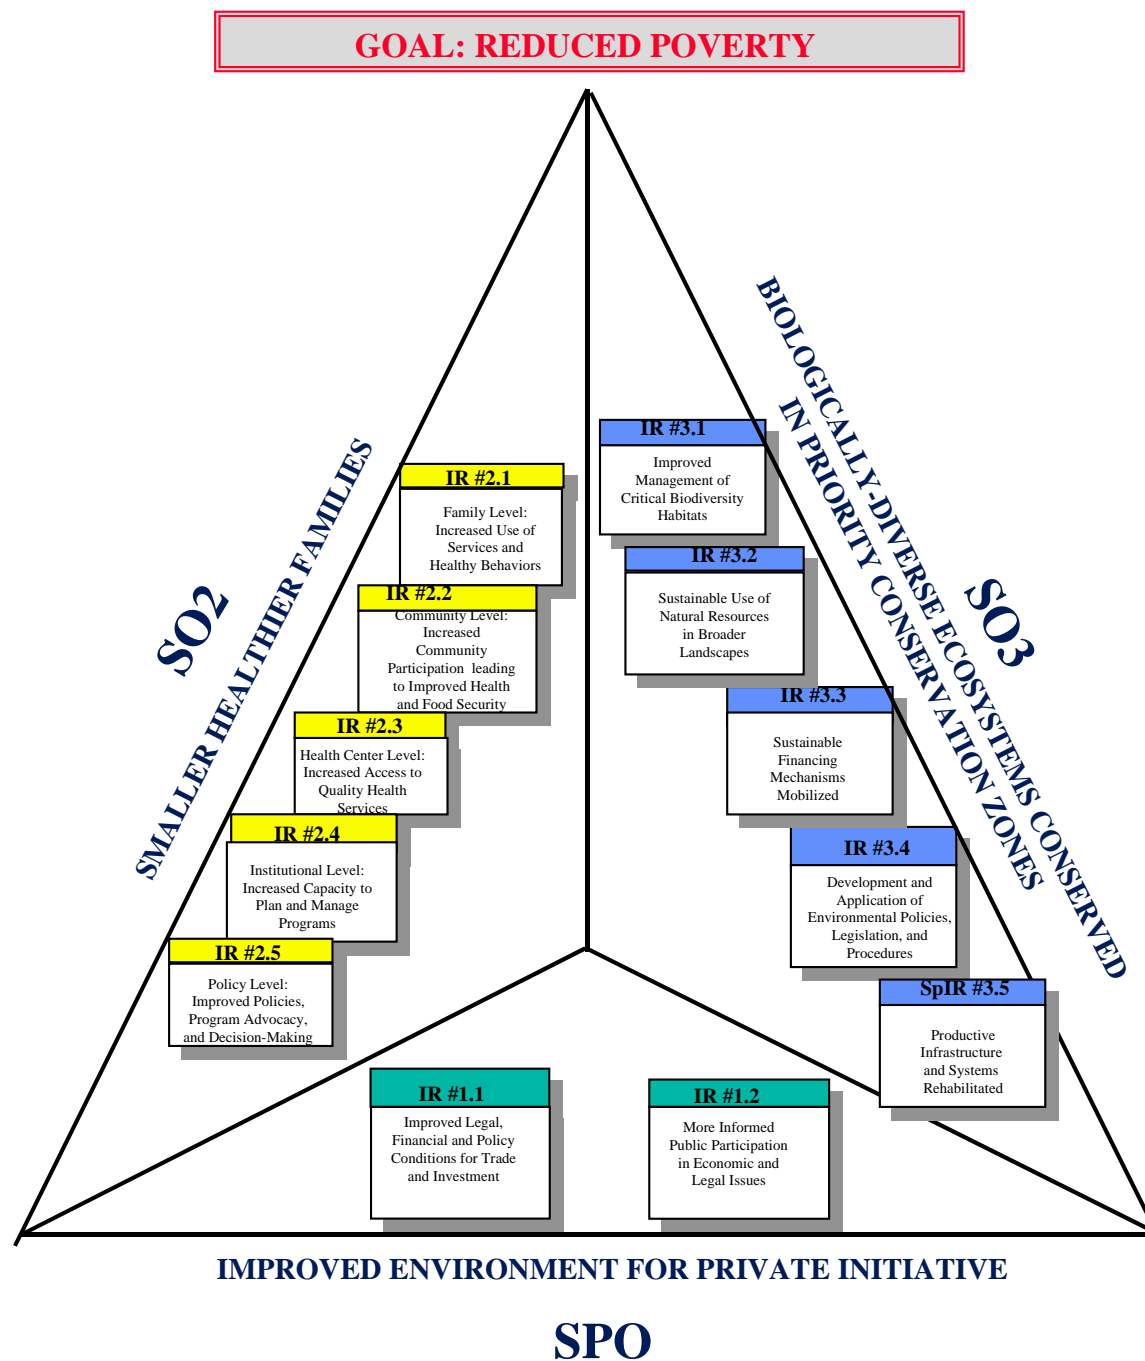 GOAL: REDUCED POVERTY
SO2
SMALLER HEALTHIER FAMILIES
IR #2.1
Family Level:
Increased Use of
Services and
Healthy Behaviors
IR #2.2
Community Level:
Increased
Community
Participation leading
to Improved Health
and Food Security
IR #2.3
Health Center Level:
Increased Access to
Quality Health
Services
IR #2.4
Institutional Level:
Increased Capacity to
Plan and Manage
Programs
IR #2.5
Policy Level:
Improved Policies,
Program Advocacy,
and Decision-Making
SO3
BIOLOGICALLY-DIVERSE ECOSYSTEMS CONSERVED
IN PRIORITY CONSERVATION ZONES
IR #3.1
Improved
Management of
Critical Biodiversity
Habitats
IR #3.2
Sustainable Use of
Natural Resources
in Broader
Landscapes
IR #3.3
Sustainable
Financing
Mechanisms
Mobilized
IR #3.4
Development and
Application of
Environmental Policies,
Legislation, and
Procedures
SpIR #3.5
Productive
Infrastructure
and Systems
Rehabilitated
IR #1.1
Improved Legal,
Financial and Policy
Conditions for Trade
and Investment
IR #1.2
More Informed
Public Participation
in Economic and
Legal Issues
IMPROVED ENVIRONMENT FOR PRIVATE INITIATIVE
SPO